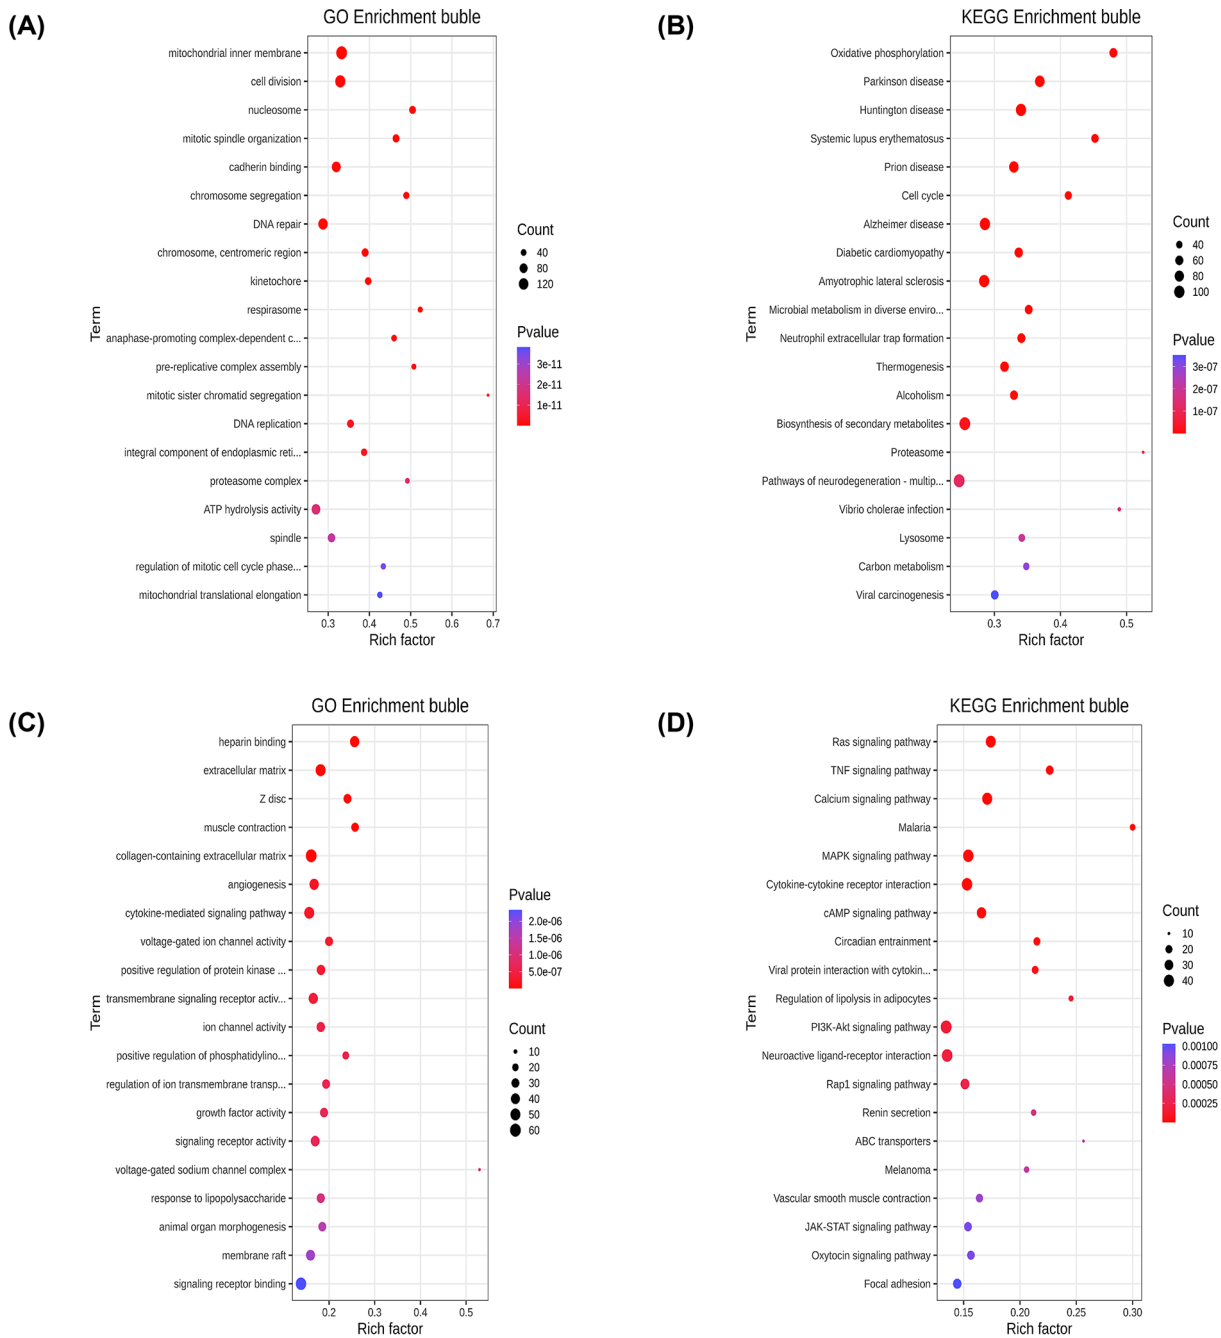 (A)
GO Enrichment buble
mitochondrial inner membrane
cell division
nucleosome
mitotic spindle organization
cadherin binding
chromosome segregation
DNA repair
chromosome, centromeric region
kinetochore
respirasome
anaphase-promoting complex-dependent c...
pre-replicative complex assembly
mitotic sister chromatid segregation
DNA replication
integral component of endoplasmic reti...
proteasome complex
ATP hydrolysis activity
spindle
regulation of mitotic cell cycle phase...
mitochondrial translational elongation
Term
0.3 0.4 0.5 0.6 0.7
Rich factor
Count
40
80
120
Pvalue
3e-11
2e-11
1e-11
(B)
KEGG Enrichment buble
Oxidative phosphorylation
Parkinson disease
Huntington disease
Systemic lupus erythematosus
Prion disease
Cell cycle
Alzheimer disease
Diabetic cardiomyopathy
Amyotrophic lateral sclerosis
Microbial metabolism in diverse enviro...
Neutrophil extracellular trap formation
Thermogenesis
Alcoholism
Biosynthesis of secondary metabolites
Proteasome
Pathways of neurodegeneration - multip...
Vibrio cholerae infection
Lysosome
Carbon metabolism
Viral carcinogenesis
Term
0.3 0.4 0.5
Rich factor
Count
40
60
80
100
Pvalue
3e-07
2e-07
1e-07
(C)
GO Enrichment buble
heparin binding
extracellular matrix
Z disc
muscle contraction
collagen-containing extracellular matrix
angiogenesis
cytokine-mediated signaling pathway
voltage-gated ion channel activity
positive regulation of protein kinase ...
transmembrane signaling receptor activ...
ion channel activity
positive regulation of phosphatidylino...
regulation of ion transmembrane transp...
growth factor activity
signaling receptor activity
voltage-gated sodium channel complex
response to lipopolysaccharide
animal organ morphogenesis
membrane raft
signaling receptor binding
Term
0.2 0.3 0.4 0.5
Rich factor
Pvalue
2.0e-06
1.5e-06
1.0e-06
5.0e-07
Count
10
20
30
40
50
60
(D)
KEGG Enrichment buble
Ras signaling pathway
TNF signaling pathway
Calcium signaling pathway
Malaria
MAPK signaling pathway
Cytokine-cytokine receptor interaction
cAMP signaling pathway
Circadian entrainment
Viral protein interaction with cytokin...
Regulation of lipolysis in adipocytes
PI3K-Akt signaling pathway
Neuroactive ligand-receptor interaction
Rap1 signaling pathway
Renin secretion
ABC transporters
Melanoma
Vascular smooth muscle contraction
JAK-STAT signaling pathway
Oxytocin signaling pathway
Focal adhesion
Term
0.15 0.20 0.25 0.30
Rich factor
Count
10
20
30
40
Pvalue
0.00100
0.00075
0.00050
0.00025